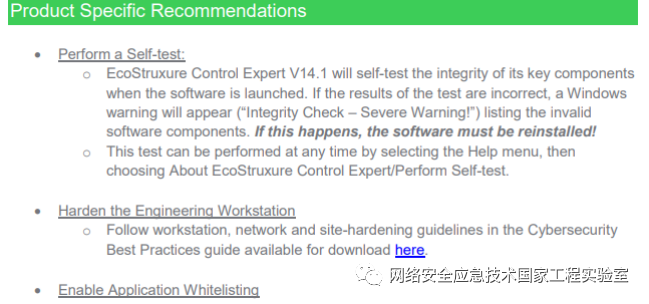 Product Specific Recommendations
• Perform a Self-test:
o EcoStruxure Control Expert V14.1 will self-test the integrity of its key components
when the software is launched. If the results of the test are incorrect, a Windows
warning will appear (“Integrity Check – Severe Warning!”) listing the invalid
software components. If this happens, the software must be reinstalled!
o This test can be performed at any time by selecting the Help menu, then
choosing About EcoStruxure Control Expert/Perform Self-test.
• Harden the Engineering Workstation
o Follow workstation, network and site-hardening guidelines in the Cybersecurity
Best Practices guide available for download here.
• Enable Application Whitelisting
网络安全应急技术国家工程实验室